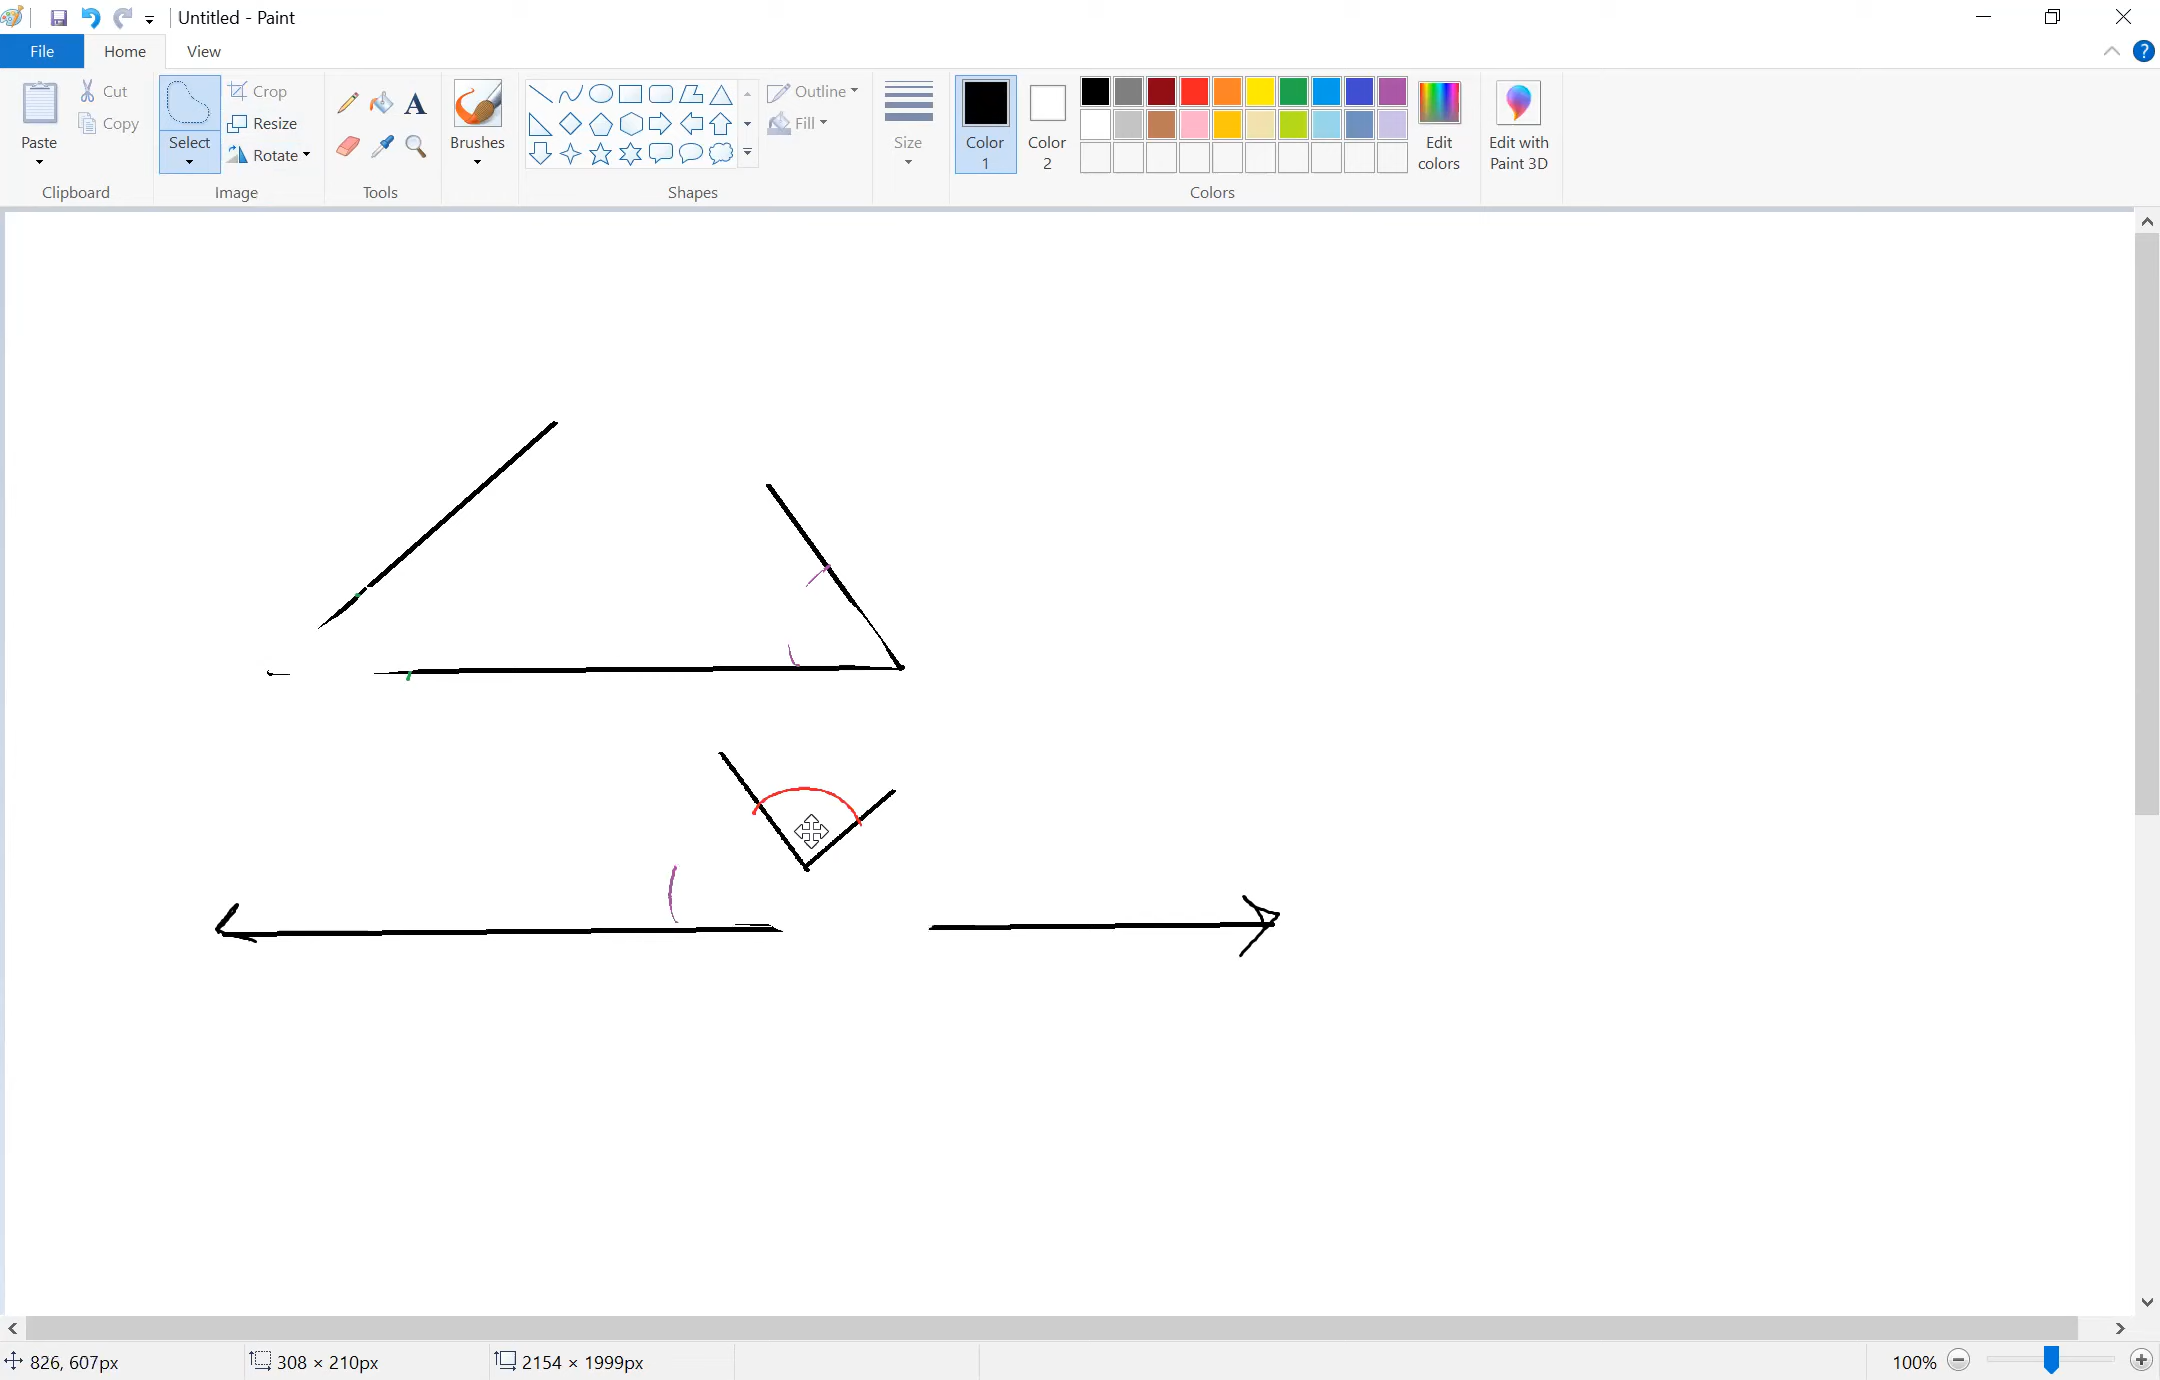 Untitled - Paint
File Home View
Paste
Cut
Copy
Clipboard
Select
Crop
Resize
Rotate
Image
A
Tools
Brushes
Shapes
Outline
Fill
Size
Color 1
Color 2
Edit colors
Colors
Edit with Paint 3D
826, 607px 308 × 210px 2154 × 1999px 100%